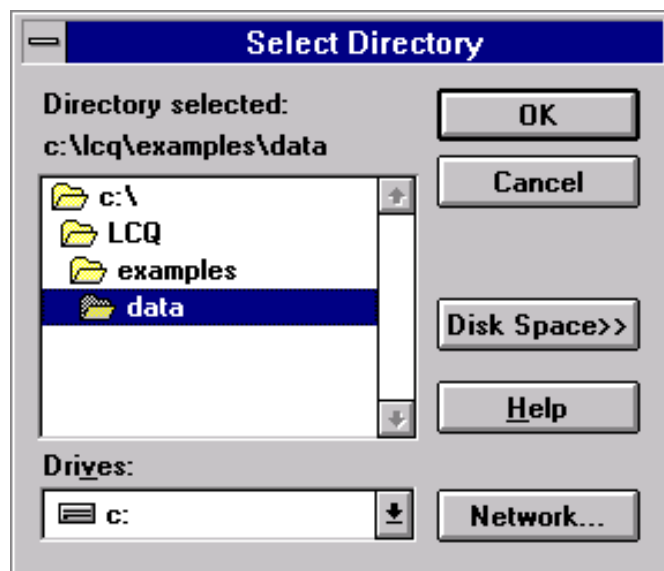 Select Directory
Directory selected:
c:\lcq\examples\data
c:\
LCQ
examples
data
Drives:
c:
OK
Cancel
Disk Space>>
Help
Network...